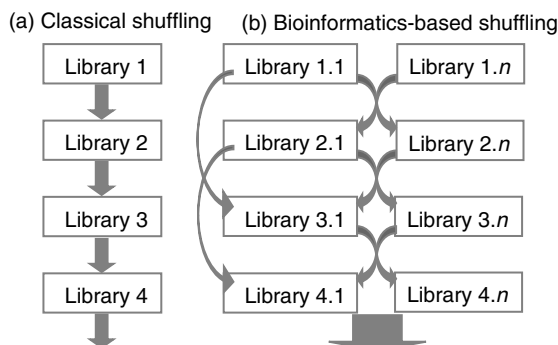 (a) Classical shuffling
Library 1
Library 2
Library 3
Library 4
(b) Bioinformatics-based shuffling
Library 1.1
Library 1.n
Library 2.1
Library 2.n
Library 3.1
Library 3.n
Library 4.1
Library 4.n